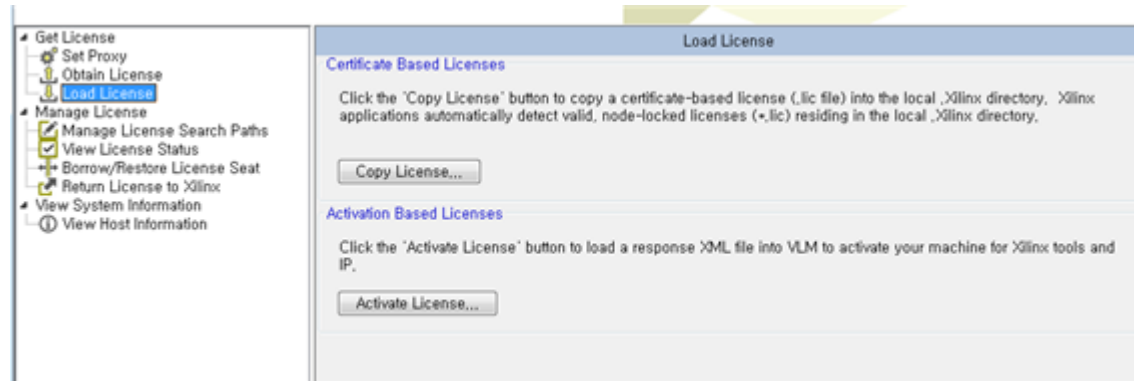 Get License
Set Proxy
Obtain License
Load License
Manage License
Manage License Search Paths
View License Status
Borrow/Restore License Seat
Return License to Xilinx
View System Information
View Host Information
Load License
Certificate Based Licenses
Click the 'Copy License' button to copy a certificate-based license (.lic file) into the local .Xilinx directory. Xilinx
applications automatically detect valid, node-locked licenses (*.lic) residing in the local .Xilinx directory.
Copy License...
Activation Based Licenses
Click the 'Activate License' button to load a response XML file into VLM to activate your machine for Xilinx tools and
IP.
Activate License...